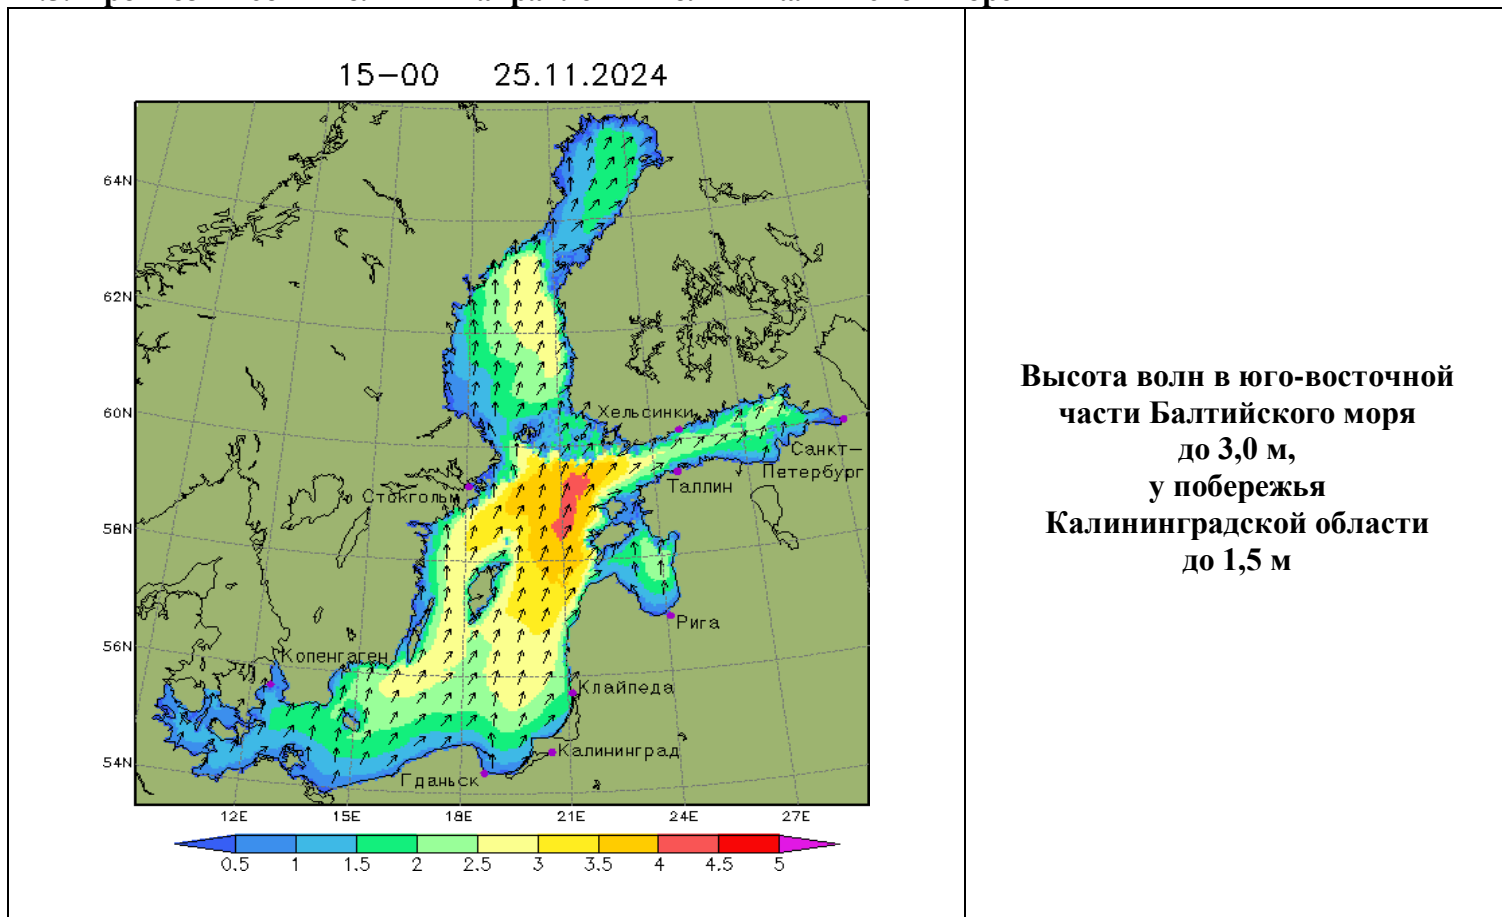 15-00 25.11.2024
64N
62N
60N
58N
56N
54N
Хельсинки
Санкт-
Петербург
Таллин
Стокгольм
Рига
Копенгаген
Клайпеда
Калининград
Гданьск
12E 15E 18E 21E 24E 27E
0.5 1 1.5 2 2.5 3 3.5 4 4.5 5
Высота волн в юго-восточной
части Балтийского моря
до 3,0 м,
у побережья
Калининградской области
до 1,5 м